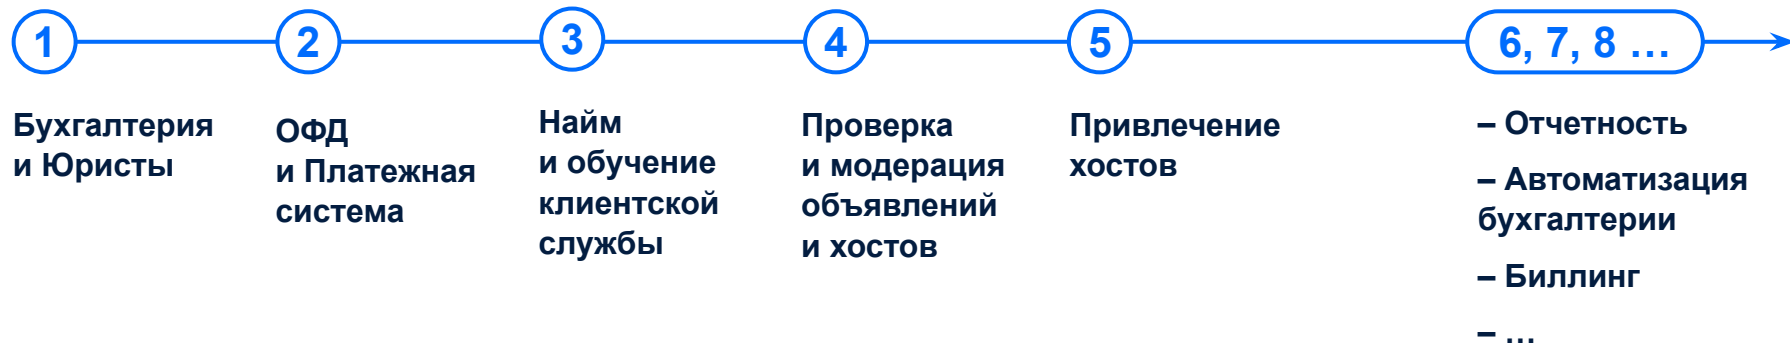 1
2
3
4
5
6, 7, 8 ...
Бухгалтерия
и Юристы
ОФД
и Платежная
система
Найм
и обучение
клиентской
службы
Проверка
и модерация
объявлений
и хостов
Привлечение
хостов
– Отчетность
– Автоматизация
бухгалтерии
– Биллинг
– ...